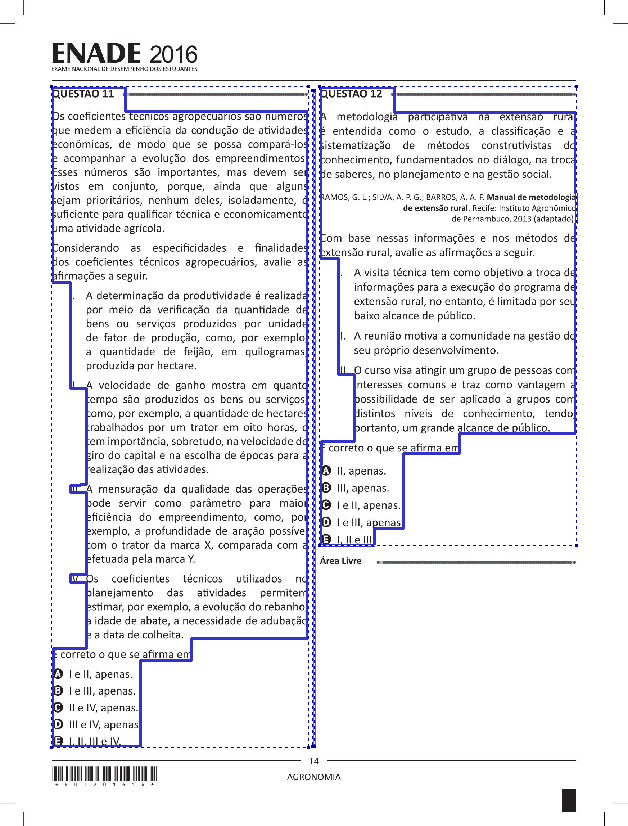 ENADE 2016
EXAME NACIONAL DE DESEMPENHO DOS ESTUDANTES
QUESTÃO 11
Os coeficientes técnicos agropecuários são números
que medem a eficiência da condução de atividades
econômicas, de modo que se possa compará-los
e acompanhar a evolução dos empreendimentos.
Esses números são importantes, mas devem ser
vistos em conjunto, porque, ainda que alguns
sejam prioritários, nenhum deles, isoladamente, é
suficiente para qualificar técnica e economicamente
uma atividade agrícola.
Considerando as especificidades e finalidades
dos coeficientes técnicos agropecuários, avalie as
afirmações a seguir.
I. A determinação da produtividade é realizada
por meio da verificação da quantidade de
bens ou serviços produzidos por unidade
de fator de produção, como, por exemplo,
a quantidade de feijão, em quilogramas,
produzida por hectare.
II. A velocidade de ganho mostra em quanto
tempo são produzidos os bens ou serviços,
como, por exemplo, a quantidade de hectares
trabalhados por um trator em oito horas, e
tem importância, sobretudo, na velocidade de
giro do capital e na escolha de épocas para a
realização das atividades.
III. A mensuração da qualidade das operações
pode servir como parâmetro para maior
eficiência do empreendimento, como, por
exemplo, a profundidade de aração possível
com o trator da marca X, comparada com a
efetuada pela marca Y.
IV. Os coeficientes técnicos utilizados no
planejamento das atividades permitem
estimar, por exemplo, a evolução do rebanho,
a idade de abate, a necessidade de adubação
e a data de colheita.
É correto o que se afirma em
A I e II, apenas.
B I e III, apenas.
C II e IV, apenas.
D III e IV, apenas.
E I, II, III e IV.
QUESTÃO 12
A metodologia participativa na extensão rural
é entendida como o estudo, a classificação e a
sistematização de métodos construtivistas do
conhecimento, fundamentados no diálogo, na troca
de saberes, no planejamento e na gestão social.
RAMOS, G. L.; SILVA, A. P. G.; BARROS, A. A. F. Manual de metodologia
de extensão rural. Recife: Instituto Agronômico
de Pernambuco, 2013 (adaptado).
Com base nessas informações e nos métodos de
extensão rural, avalie as afirmações a seguir.
I. A visita técnica tem como objetivo a troca de
informações para a execução do programa de
extensão rural, no entanto, é limitada por seu
baixo alcance de público.
II. A reunião motiva a comunidade na gestão do
seu próprio desenvolvimento.
III. O curso visa atingir um grupo de pessoas com
interesses comuns e traz como vantagem a
possibilidade de ser aplicado a grupos com
distintos níveis de conhecimento, tendo,
portanto, um grande alcance de público.
É correto o que se afirma em
A II, apenas.
B III, apenas.
C I e II, apenas.
D I e III, apenas.
E I, II e III.
Área Livre
14
AGRONOMIA